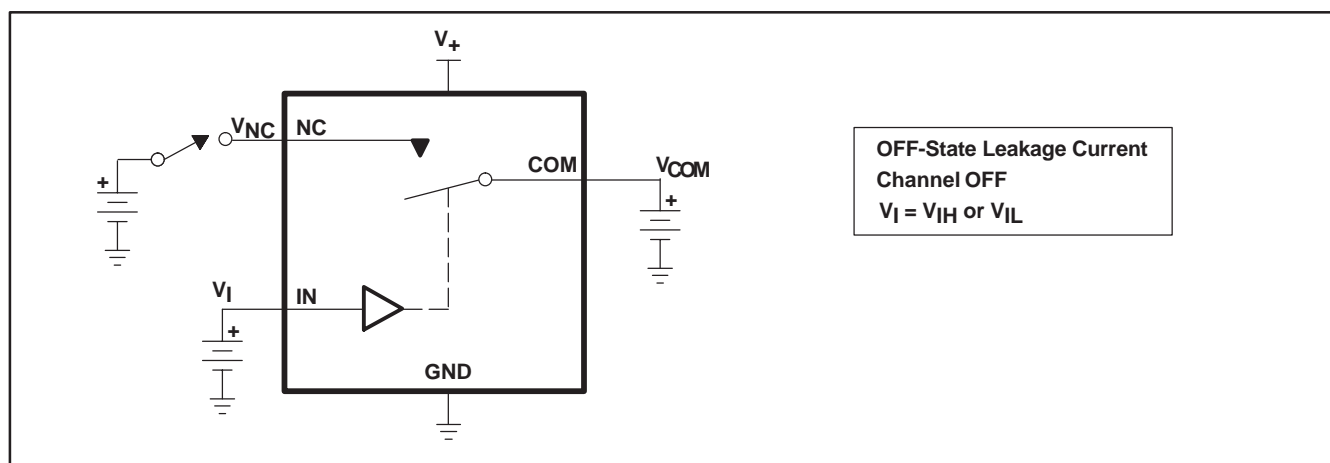 V+
VNC NC
+
COM VCOM
+
VI IN
+
GND
OFF-State Leakage Current
Channel OFF
VI = VIH or VIL